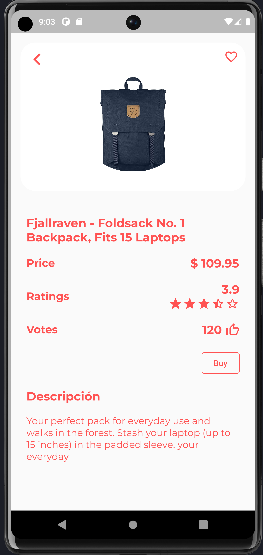 9:03
Fjallraven - Foldsack No. 1
Backpack, Fits 15 Laptops
Price $ 109.95
Ratings 3.9
Votes 120
Buy
Descripción
Your perfect pack for everyday use and
walks in the forest. Stash your laptop (up to
15 inches) in the padded sleeve, your
everyday